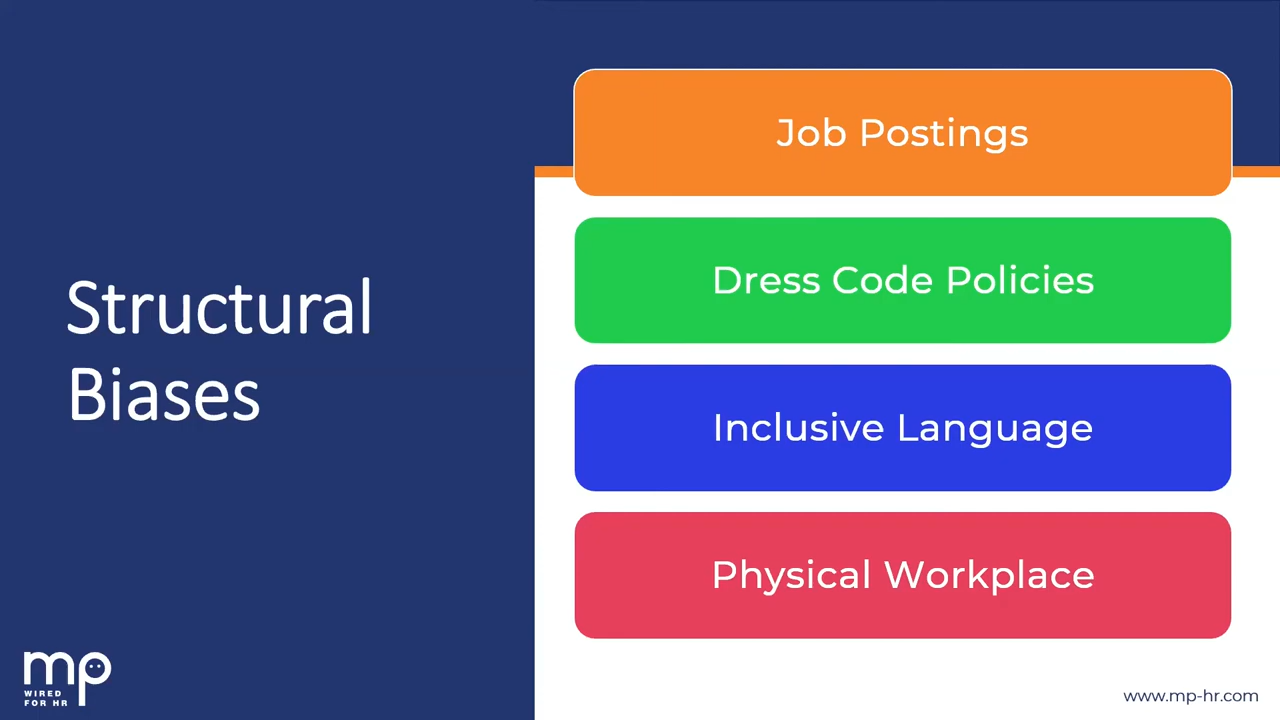 Structural
Biases
Job Postings
Dress Code Policies
Inclusive Language
Physical Workplace
mp
WIRED
FOR HR
www.mp-hr.com